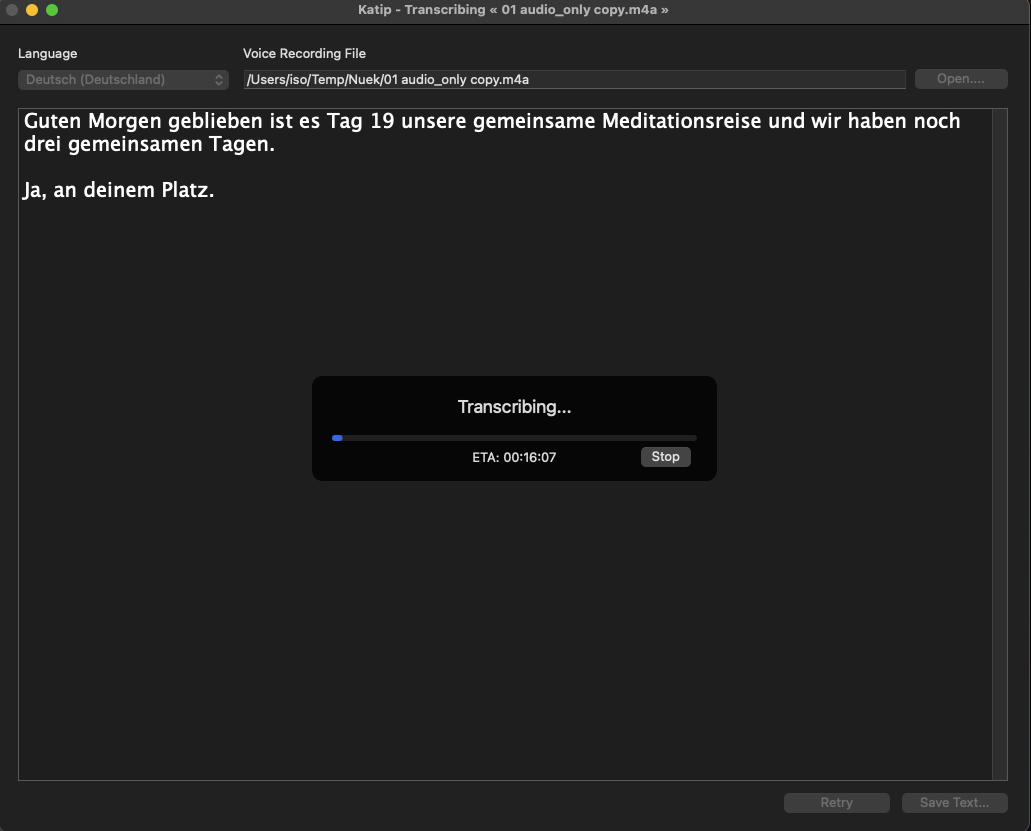 Katip - Transcribing « 01 audio_only copy.m4a »
Language
Voice Recording File
Deutsch (Deutschland)
/Users/iso/Temp/Nuek/01 audio_only copy.m4a
Open....
Guten Morgen geblieben ist es Tag 19 unsere gemeinsame Meditationsreise und wir haben noch
drei gemeinsamen Tagen.
Ja, an deinem Platz.
Transcribing...
ETA: 00:16:07
Stop
Retry
Save Text...